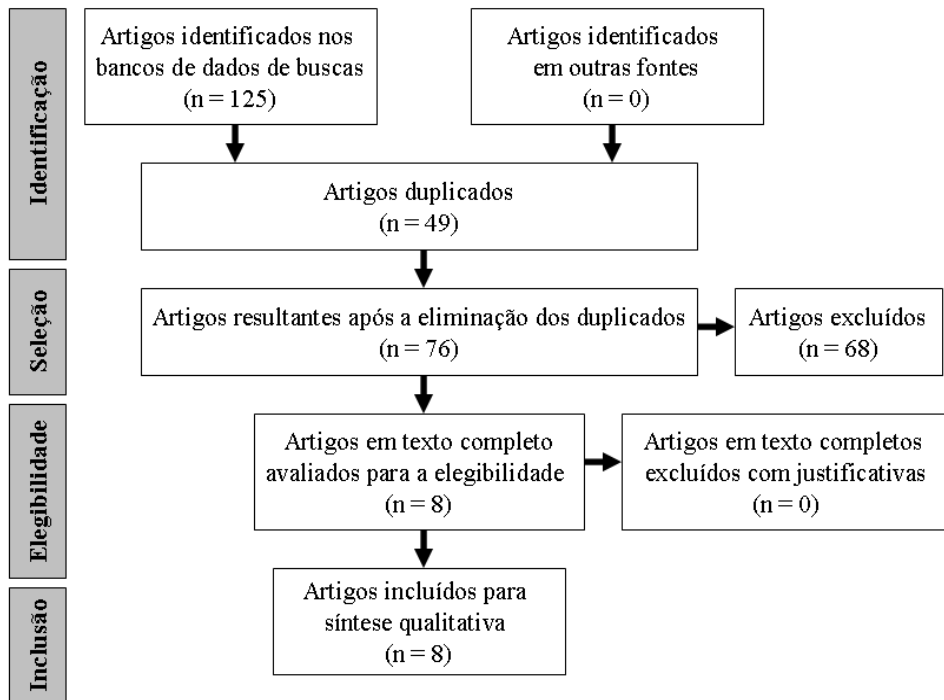 Identificação
Artigos identificados nos
bancos de dados de buscas
(n = 125)
Artigos identificados
em outras fontes
(n = 0)
Artigos duplicados
(n = 49)
Seleção
Artigos resultantes após a eliminação dos duplicados
(n = 76)
Artigos excluídos
(n = 68)
Elegibilidade
Artigos em texto completo
avaliados para a elegibilidade
(n = 8)
Artigos em texto completos
excluídos com justificativas
(n = 0)
Inclusão
Artigos incluídos para
síntese qualitativa
(n = 8)